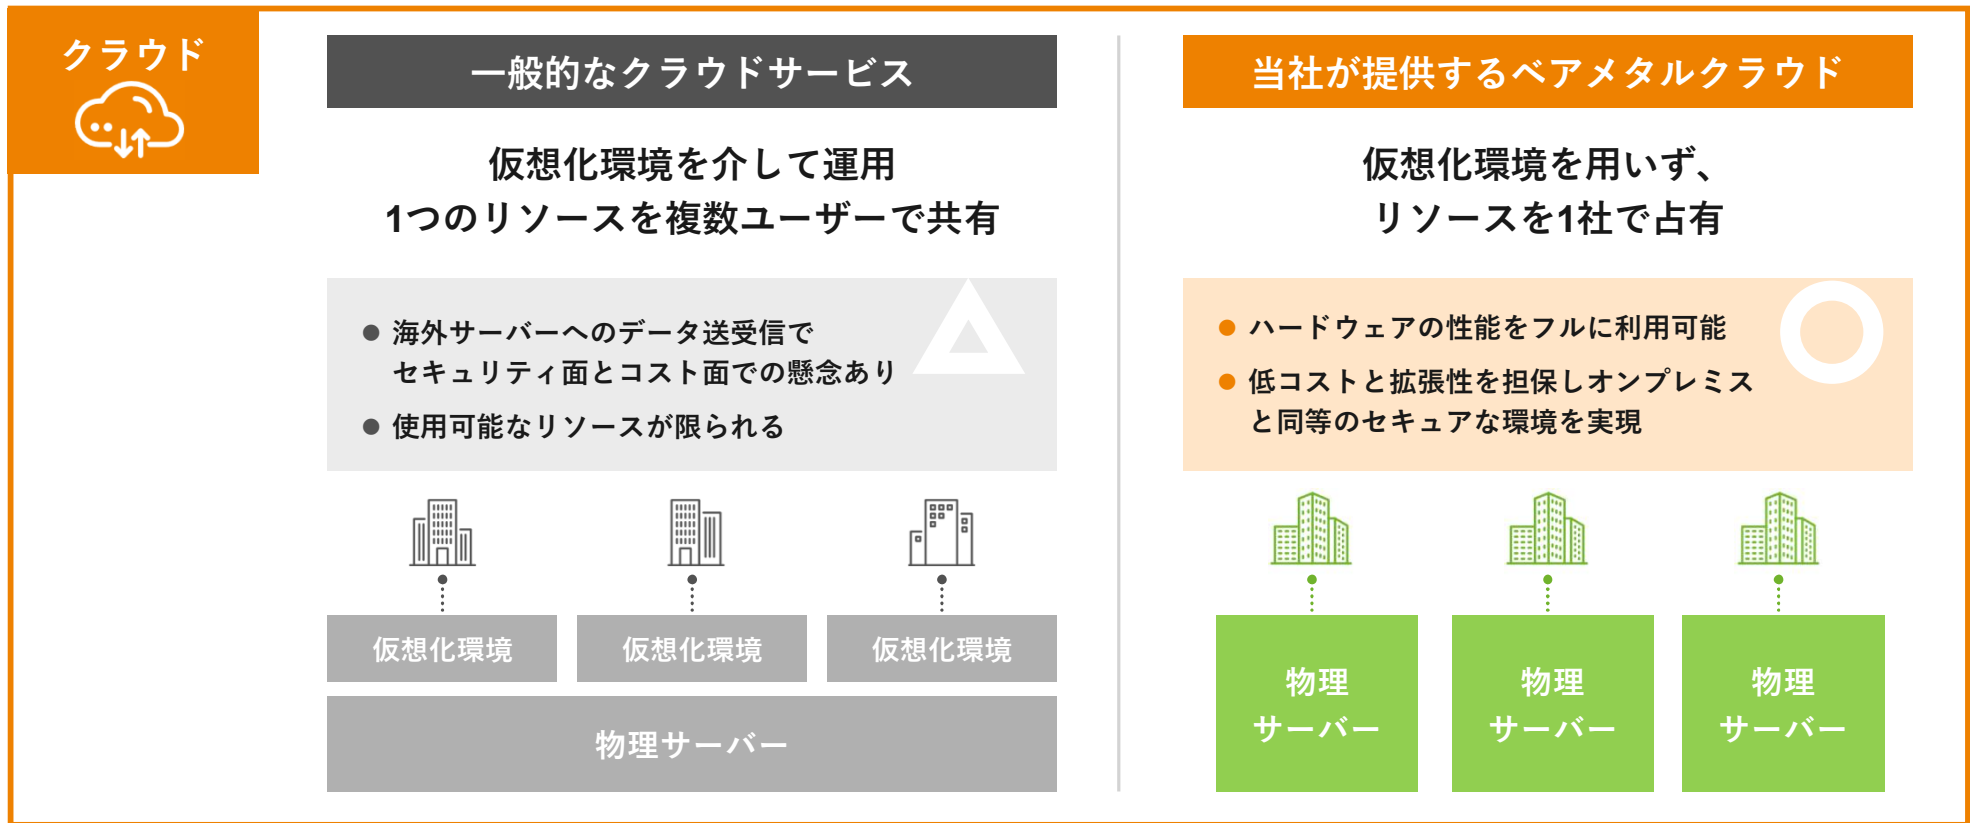 クラウド
一般的なクラウドサービス
仮想化環境を介して運用
1つのリソースを複数ユーザーで共有
● 海外サーバーへのデータ送受信で
セキュリティ面とコスト面での懸念あり
● 使用可能なリソースが限られる
仮想化環境
仮想化環境
仮想化環境
物理サーバー
当社が提供するベアメタルクラウド
仮想化環境を用いず、
リソースを1社で占有
● ハードウェアの性能をフルに利用可能
● 低コストと拡張性を担保しオンプレミス
と同等のセキュアな環境を実現
物理
サーバー
物理
サーバー
物理
サーバー